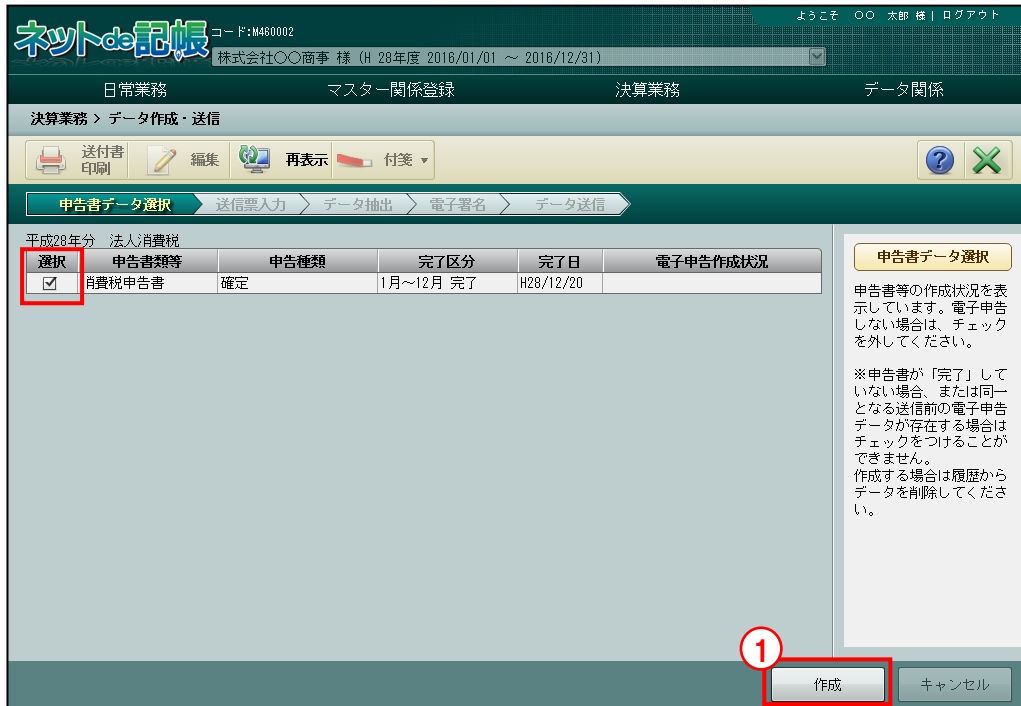 ようこそ 〇〇 太郎 様 | ログアウト
ネットde記帳
コード:M460002
株式会社〇〇商事 様 (H 28年度 2016/01/01 ～ 2016/12/31)
日常業務 マスター関係登録 決算業務 データ関係
決算業務 > データ作成・送信
送付書
印刷
編集 再表示 付箋
申告書データ選択 送信票入力 データ抽出 電子署名 データ送信
平成28年分 法人消費税
選択 申告書類等 申告種類 完了区分 完了日 電子申告作成状況
消費税申告書 確定 1月～12月 完了 H28/12/20
申告書データ選択
申告書等の作成状況を表
示しています。電子申告
しない場合は、チェック
を外してください。
※申告書が「完了」して
いない場合、または同一
となる送信前の電子申告
データが存在する場合は
チェックをつけることが
できません。
作成する場合は履歴から
データを削除してくださ
い。
1
作成 キャンセル